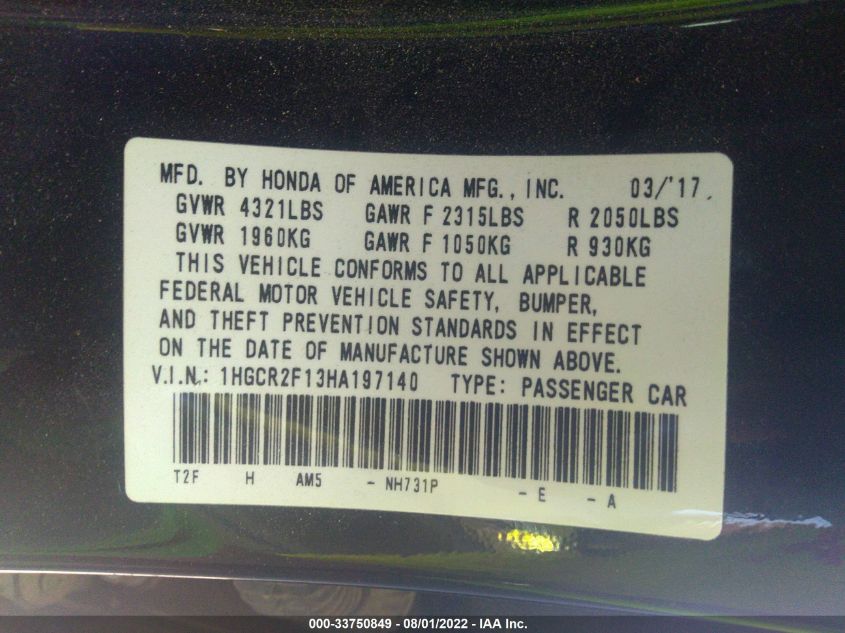 MFD. BY HONDA OF AMERICA MFG., INC. 03/'17
GVWR 4321LBS GAWR F 2315LBS R 2050LBS
GVWR 1960KG GAWR F 1050KG R 930KG
THIS VEHICLE CONFORMS TO ALL APPLICABLE
FEDERAL MOTOR VEHICLE SAFETY, BUMPER,
AND THEFT PREVENTION STANDARDS IN EFFECT
ON THE DATE OF MANUFACTURE SHOWN ABOVE.
V.I.N.: 1HGCR2F13HA197140 TYPE: PASSENGER CAR
T2F H AM5 - NH731P - E - A
000-33750849 - 08/01/2022 - IAA Inc.